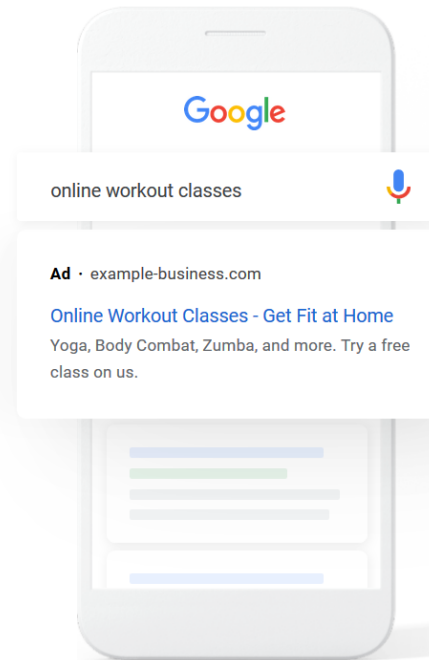 Google
online workout classes
Ad · example-business.com
Online Workout Classes - Get Fit at Home
Yoga, Body Combat, Zumba, and more. Try a free
class on us.